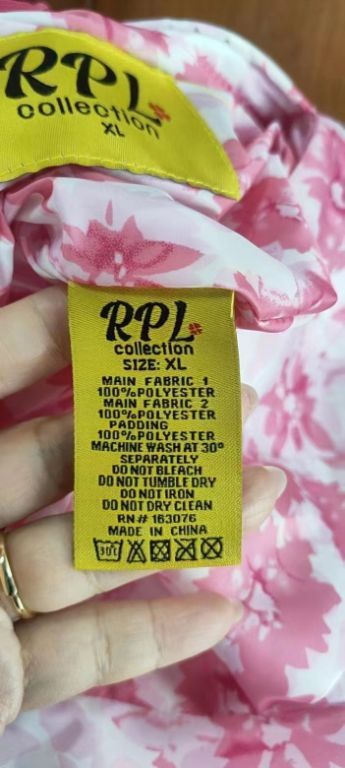 RPL
collection
XL
RPL
collection
SIZE: XL
MAIN FABRIC 1
100%POLYESTER
MAIN FABRIC 2
100%POLYESTER
PADDING
100%POLYESTER
MACHINE WASH AT 30°
SEPARATELY
DO NOT BLEACH
DO NOT TUMBLE DRY
DO NOT IRON
DO NOT DRY CLEAN
RN# 163076
MADE IN CHINA
30°